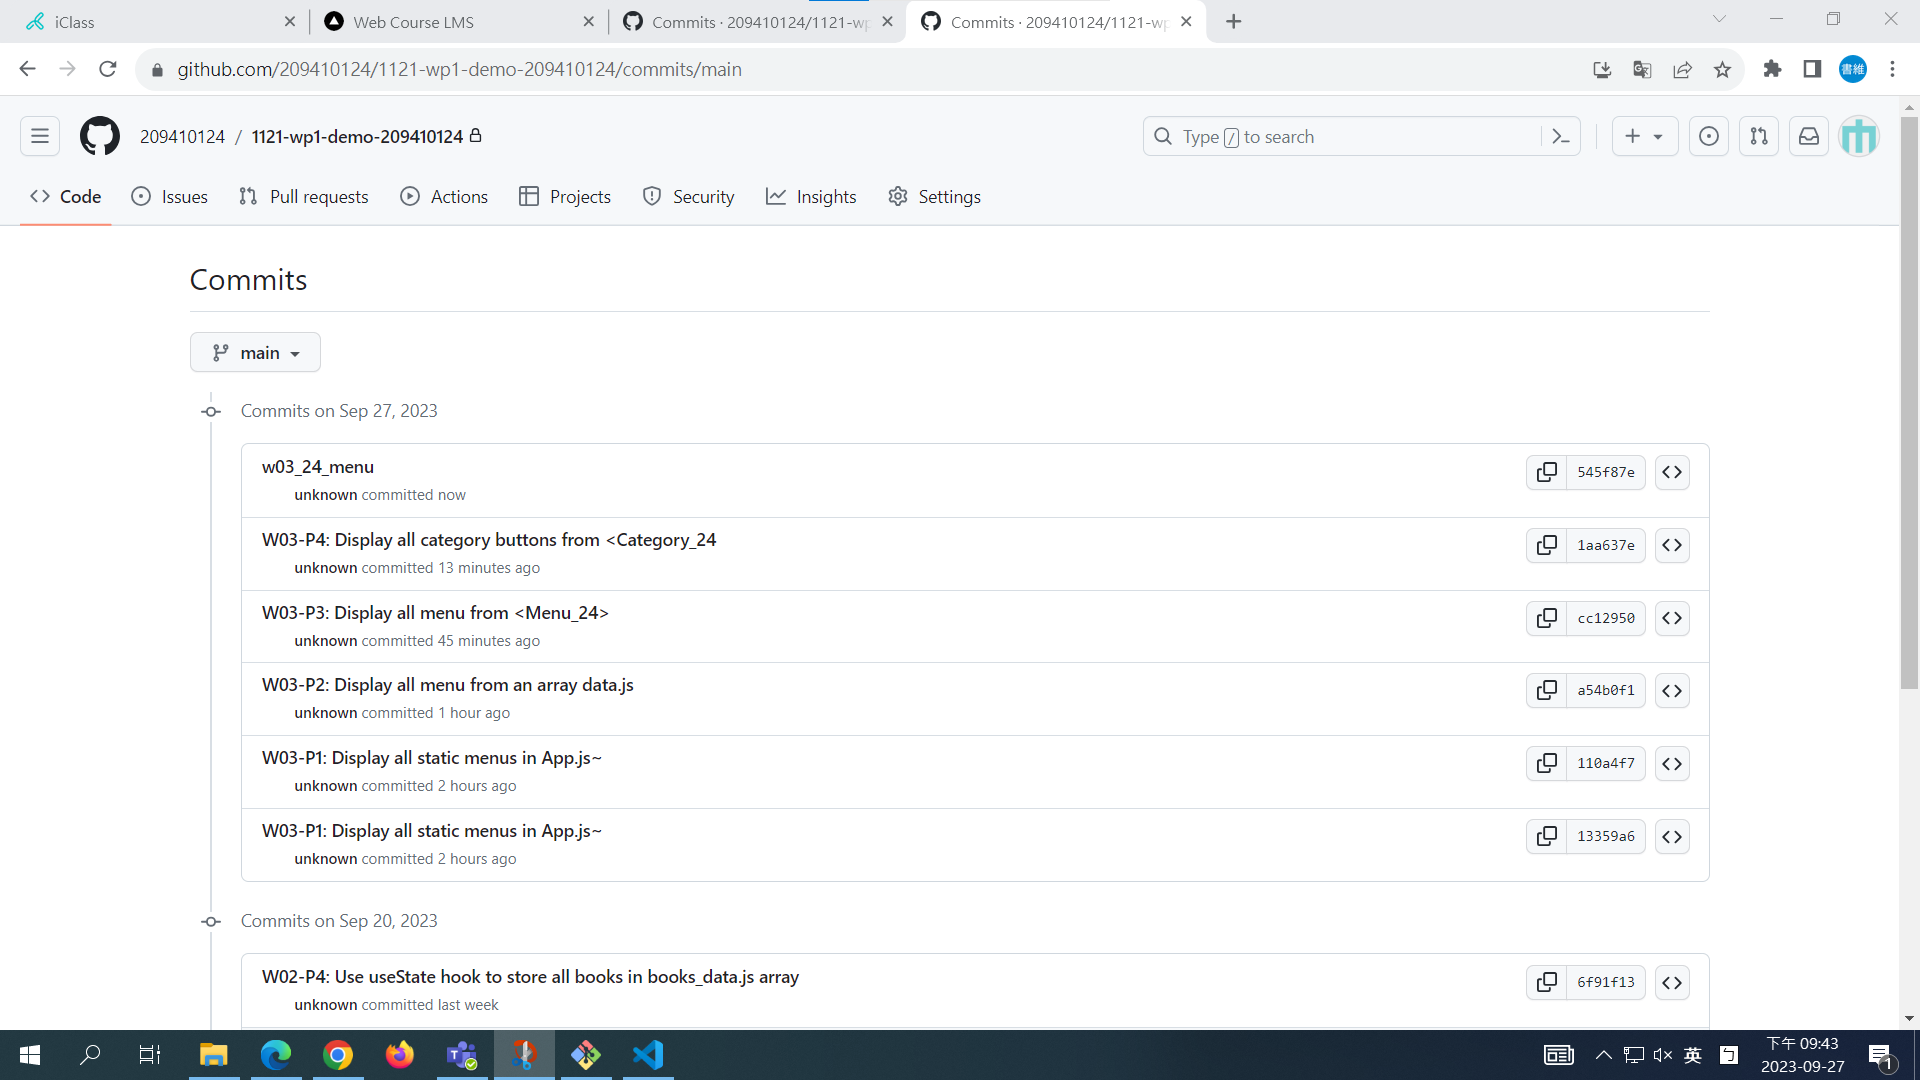 iClass
Web Course LMS
Commits · 209410124/1121-wp
Commits · 209410124/1121-wp
github.com/209410124/1121-wp1-demo-209410124/commits/main
書維
209410124 / 1121-wp1-demo-209410124
Type / to search
Code
Issues
Pull requests
Actions
Projects
Security
Insights
Settings
Commits
main
Commits on Sep 27, 2023
w03_24_menu
545f87e
unknown committed now
W03-P4: Display all category buttons from <Category_24
1aa637e
unknown committed 13 minutes ago
W03-P3: Display all menu from <Menu_24>
cc12950
unknown committed 45 minutes ago
W03-P2: Display all menu from an array data.js
a54b0f1
unknown committed 1 hour ago
W03-P1: Display all static menus in App.js~
110a4f7
unknown committed 2 hours ago
W03-P1: Display all static menus in App.js~
13359a6
unknown committed 2 hours ago
Commits on Sep 20, 2023
W02-P4: Use useState hook to store all books in books_data.js array
6f91f13
unknown committed last week
英
下午 09:43
2023-09-27
1